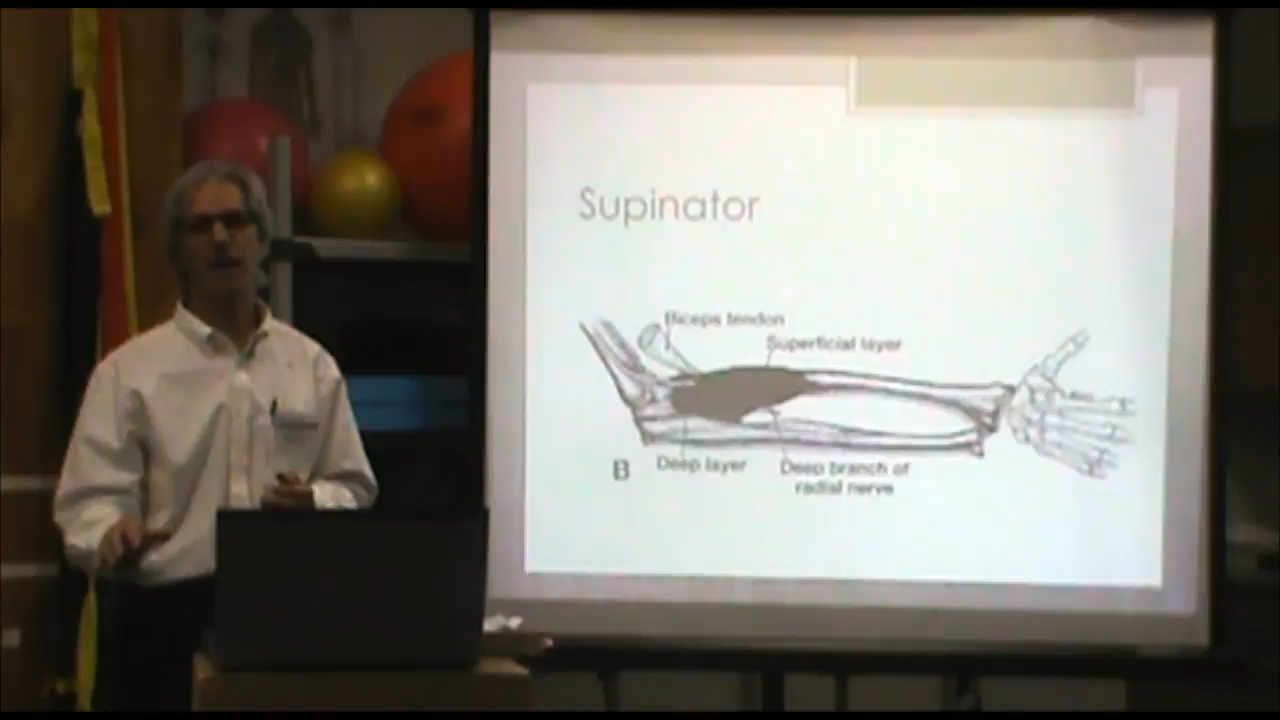 Supinator
Biceps tendon
Superficial layer
B
Deep layer
Deep branch of
radial nerve